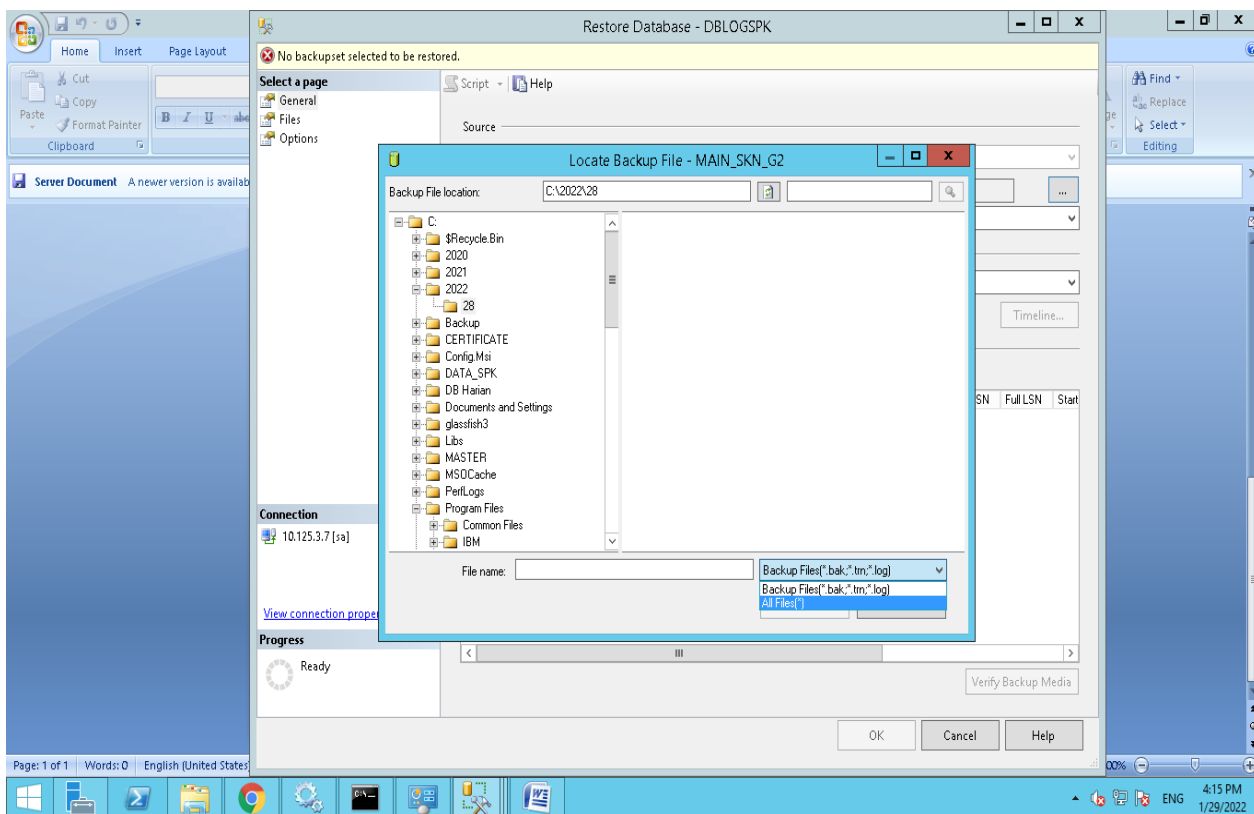 Restore Database - DBLOGSPK
Home Insert Page Layout
No backupset selected to be restored.
Cut
Copy
Paste
Format Painter
B I U abc
Clipboard
Find
Replace
Select
Editing
Server Document A newer version is availab
Select a page
General
Files
Options
Script Help
Source
...
Timeline...
SN Full LSN Start
Locate Backup File - MAIN_SKN_G2
Backup File location: C:\2022\28
C:
$Recycle.Bin
2020
2021
2022
28
Backup
CERTIFICATE
Config.Msi
DATA_SPK
DB Harian
Documents and Settings
glassfish3
Libs
MASTER
MSOCache
PerfLogs
Program Files
Common Files
IBM
File name: Backup Files(*.bak;*.trn;*.log)
Backup Files(*.bak;*.trn;*.log)
All Files(*)
Connection
10.125.3.7 [sa]
View connection proper
Progress
Ready
Verify Backup Media
OK Cancel Help
Page: 1 of 1 Words: 0 English (United States)
00%
ENG
4:15 PM
1/29/2022